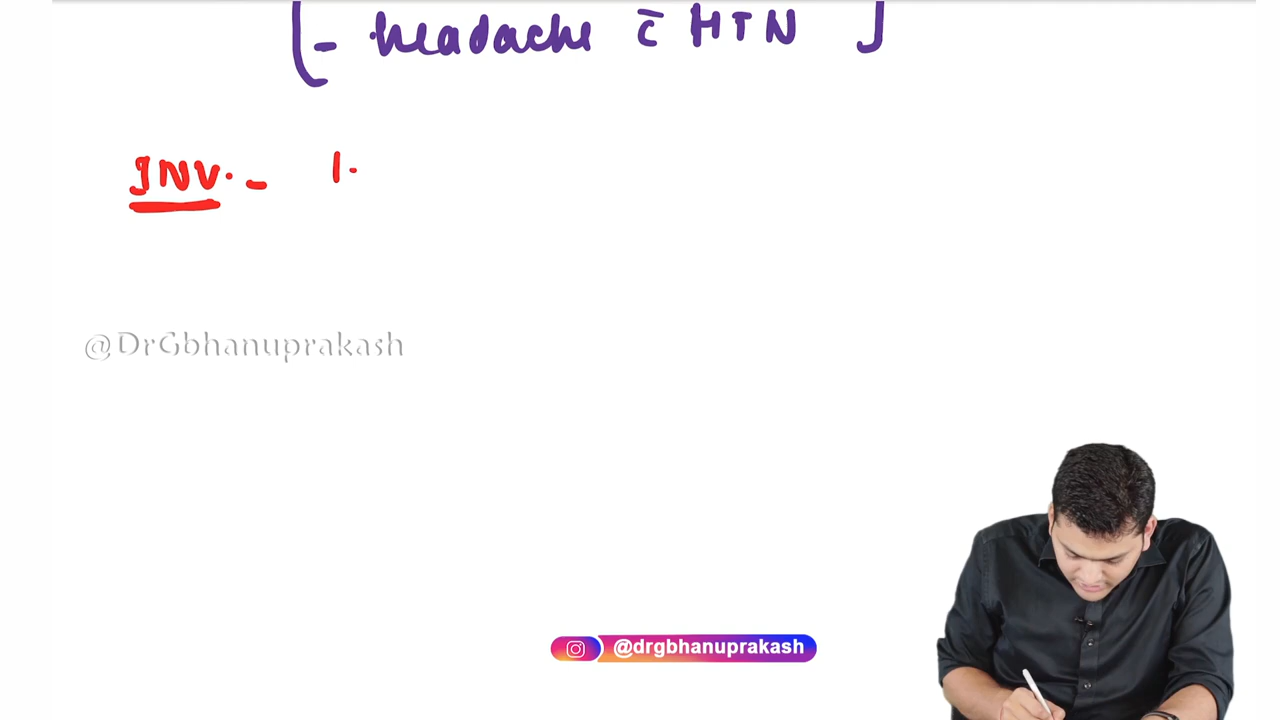 - headache c̄ HTN
INV. - 1.
@DrGbhanuprakash
@drgbhanuprakash